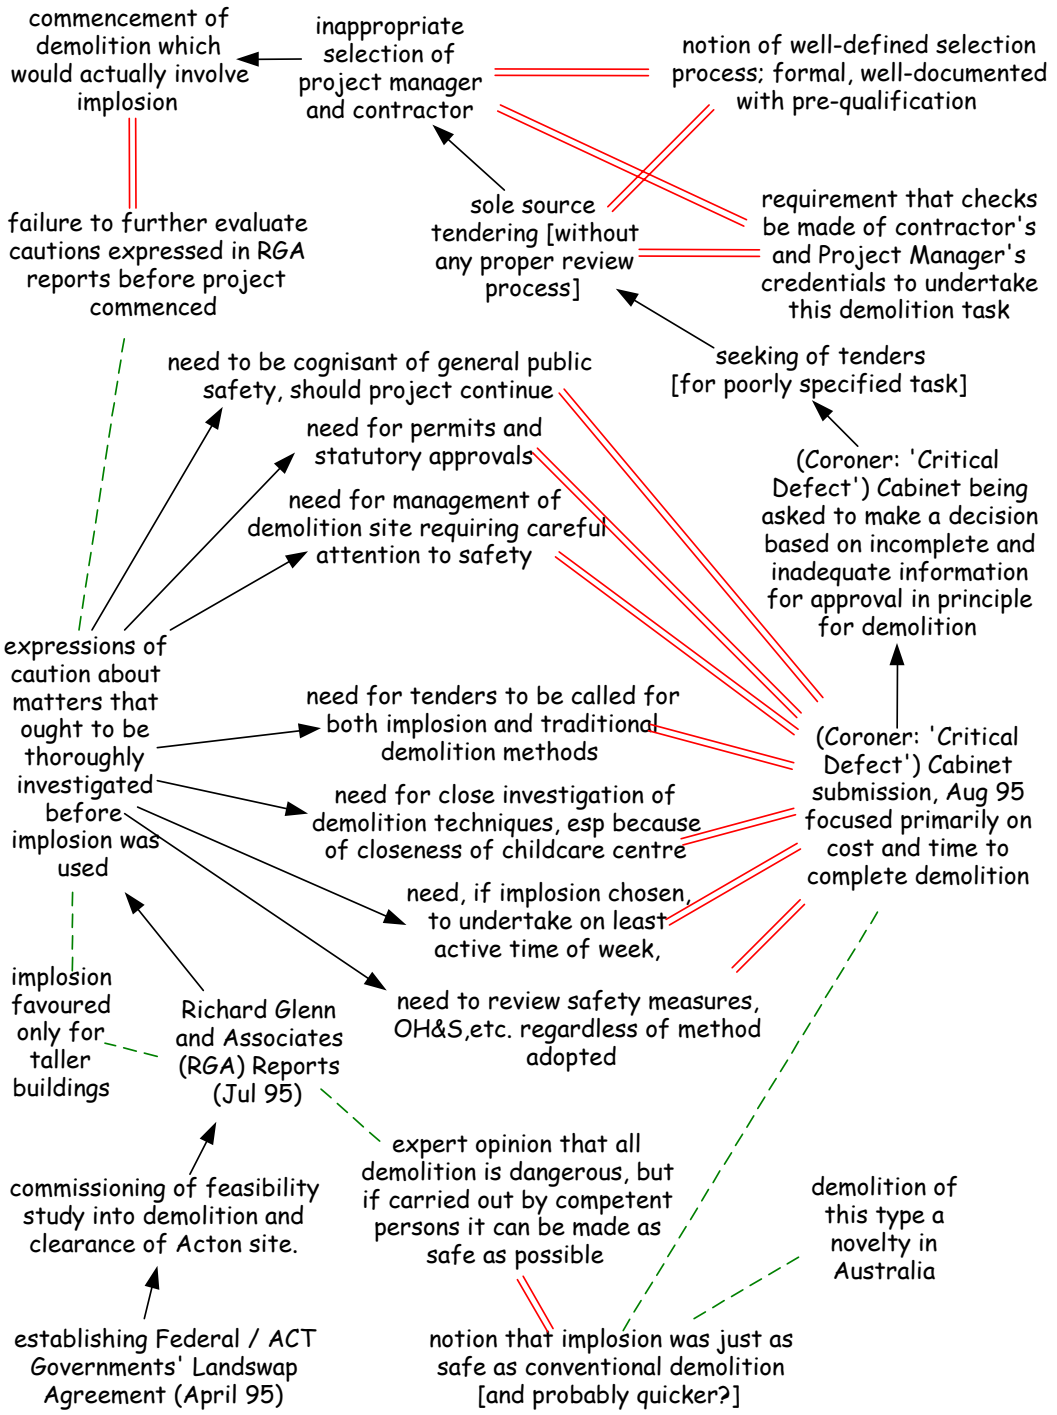 commencement of
demolition which
would actually involve
implosion
inappropriate
selection of
project manager
and contractor
notion of well-defined selection
process; formal, well-documented
with pre-qualification
failure to further evaluate
cautions expressed in RGA
reports before project
commenced
sole source
tendering [without
any proper review
process]
requirement that checks
be made of contractor's
and Project Manager's
credentials to undertake
this demolition task
need to be cognisant of general public
safety, should project continue
seeking of tenders
[for poorly specified task]
need for permits and
statutory approvals
need for management of
demolition site requiring careful
attention to safety
(Coroner: 'Critical
Defect') Cabinet being
asked to make a decision
based on incomplete and
inadequate information
for approval in principle
for demolition
expressions of
caution about
matters that
ought to be
thoroughly
investigated
before
implosion was
used
need for tenders to be called for
both implosion and traditional
demolition methods
need for close investigation of
demolition techniques, esp because
of closeness of childcare centre
need, if implosion chosen,
to undertake on least
active time of week,
need to review safety measures,
OH&S,etc. regardless of method
adopted
(Coroner: 'Critical
Defect') Cabinet
submission, Aug 95
focused primarily on
cost and time to
complete demolition
implosion
favoured
only for
taller
buildings
Richard Glenn
and Associates
(RGA) Reports
(Jul 95)
expert opinion that all
demolition is dangerous, but
if carried out by competent
persons it can be made as
safe as possible
demolition of
this type a
novelty in
Australia
commissioning of feasibility
study into demolition and
clearance of Acton site.
establishing Federal / ACT
Governments' Landswap
Agreement (April 95)
notion that implosion was just as
safe as conventional demolition
[and probably quicker?]